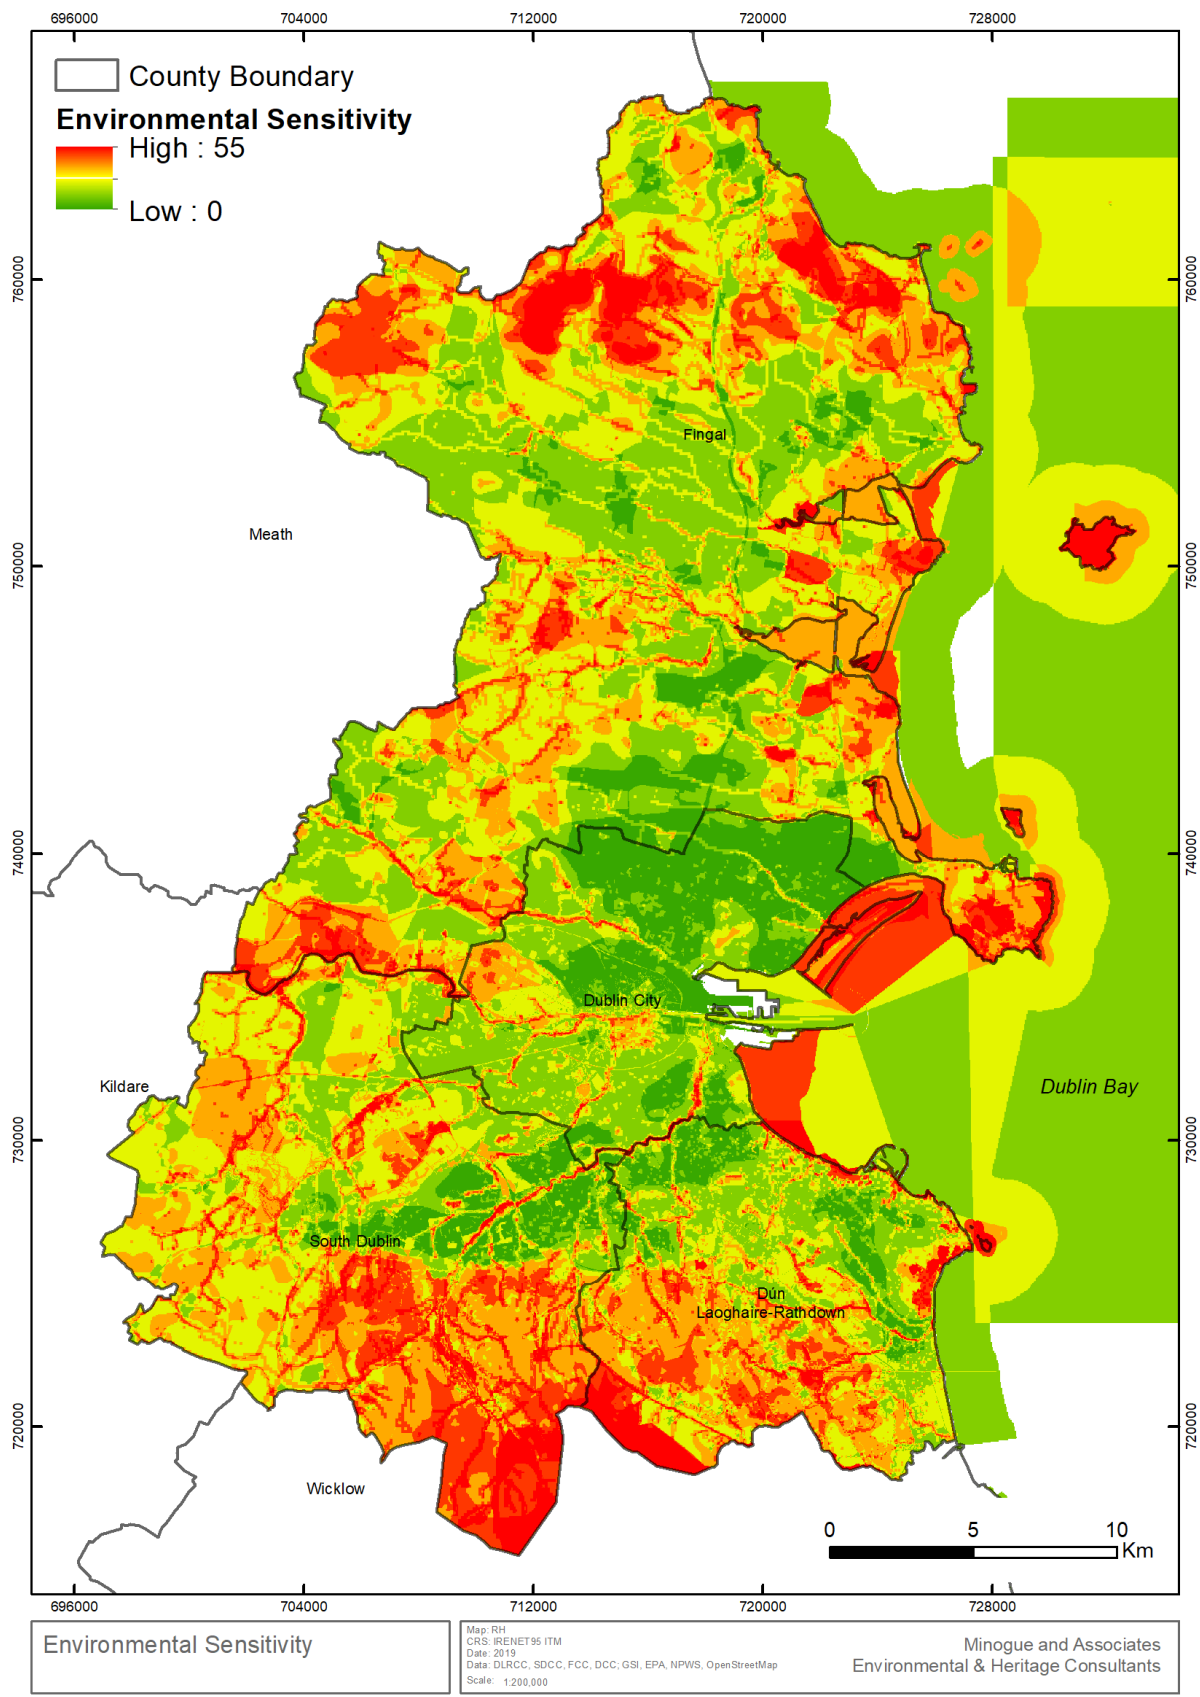 696000 704000 712000 720000 728000
County Boundary
Environmental Sensitivity
High : 55
Low : 0
760000 760000
Fingal
Meath
750000 750000
740000 740000
Dublin City
Kildare
Dublin Bay
730000 730000
South Dublin
Dún
Laoghaire-Rathdown
720000 720000
Wicklow
0 5 10
Km
696000 704000 712000 720000 728000
Environmental Sensitivity
Map: RH
CRS: IRENET95 ITM
Date: 2019
Data: DLRCC, SDCC, FCC, DCC; GSI, EPA, NPWS, OpenStreetMap
Scale: 1:200,000
Minogue and Associates
Environmental & Heritage Consultants